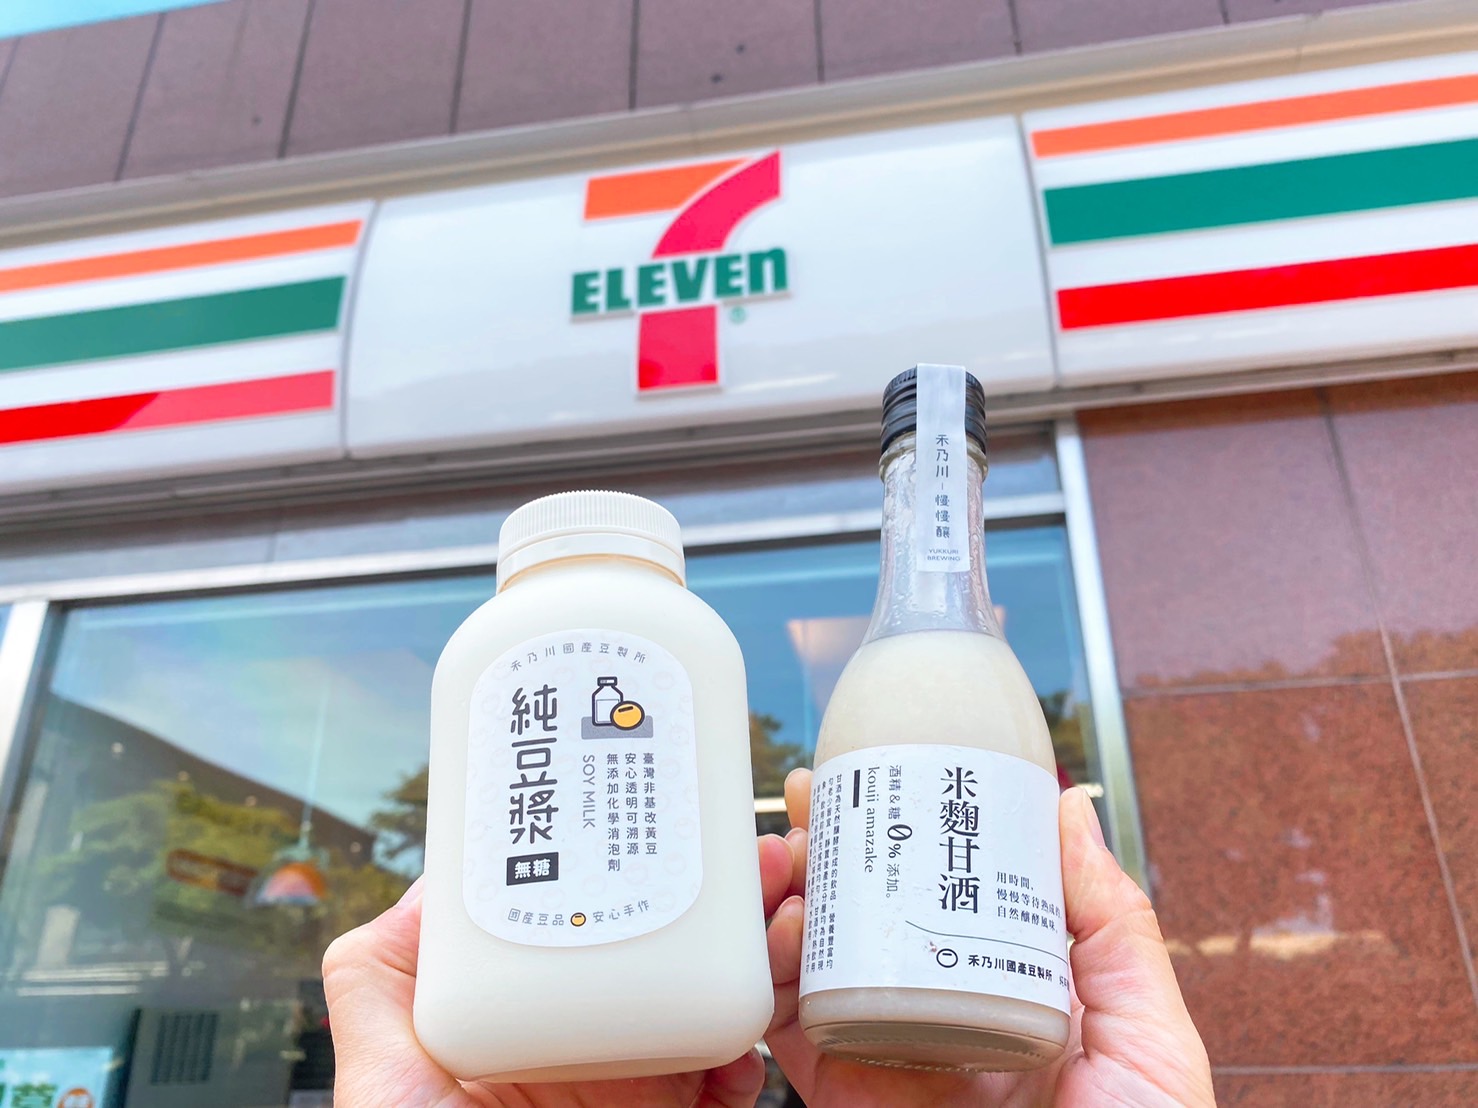 7
ELEVEn
®
禾乃川國產豆製所
純豆漿
無糖
SOY MILK
臺灣非基改黃豆
安心透明可溯源
無添加化學消泡劑
國產豆品 安心手作
禾乃川-慢慢釀
YUKKURI
BREWING
米麴甘酒
酒精&糖0%添加。
kouji amazake
用時間,
慢慢等待熟成的
自然釀酵風味。
禾乃川國產豆製所